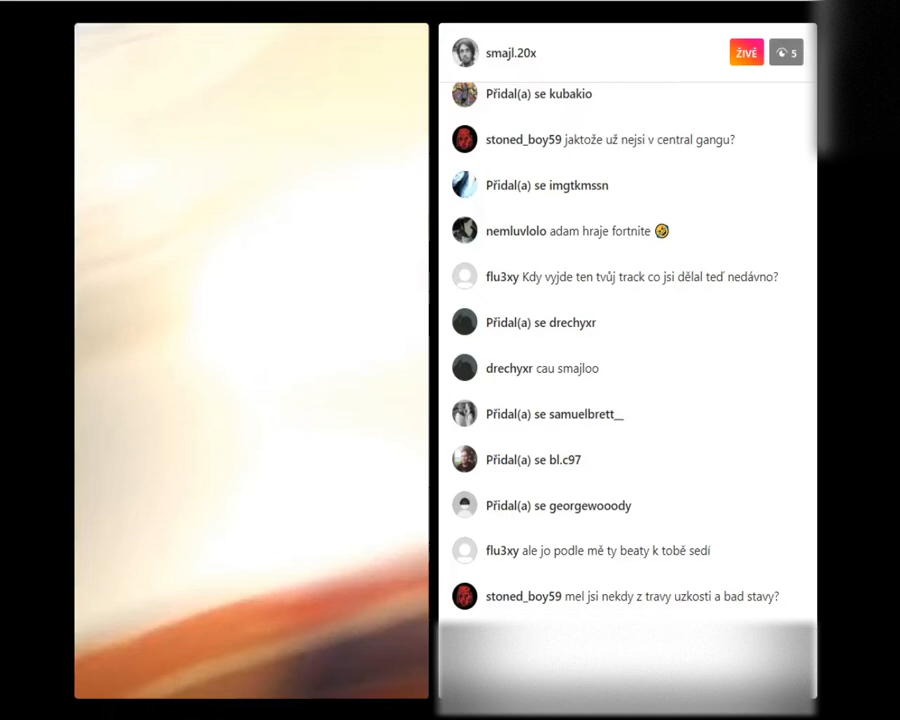 smajl.20x ŽIVĚ 5
Přidal(a) se kubakio
stoned_boy59 jaktože už nejsi v central gangu?
Přidal(a) se imgtkmssn
nemluvlolo adam hraje fortnite 🤣
flu3xy Kdy vyjde ten tvůj track co jsi dělal teď nedávno?
Přidal(a) se drechyxr
drechyxr cau smajloo
Přidal(a) se samuelbrett__
Přidal(a) se bl.c97
Přidal(a) se georgewooody
flu3xy ale jo podle mě ty beaty k tobě sedí
stoned_boy59 mel jsi nekdy z travy uzkosti a bad stavy?